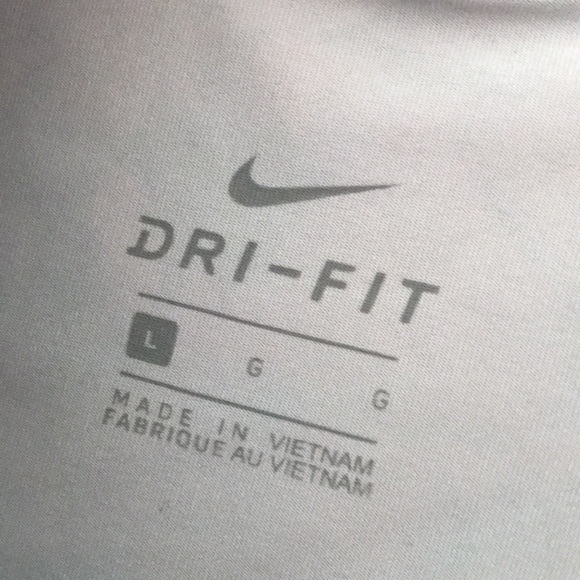 DRI-FIT
L G G
MADE IN VIETNAM
FABRIQUE AU VIETNAM